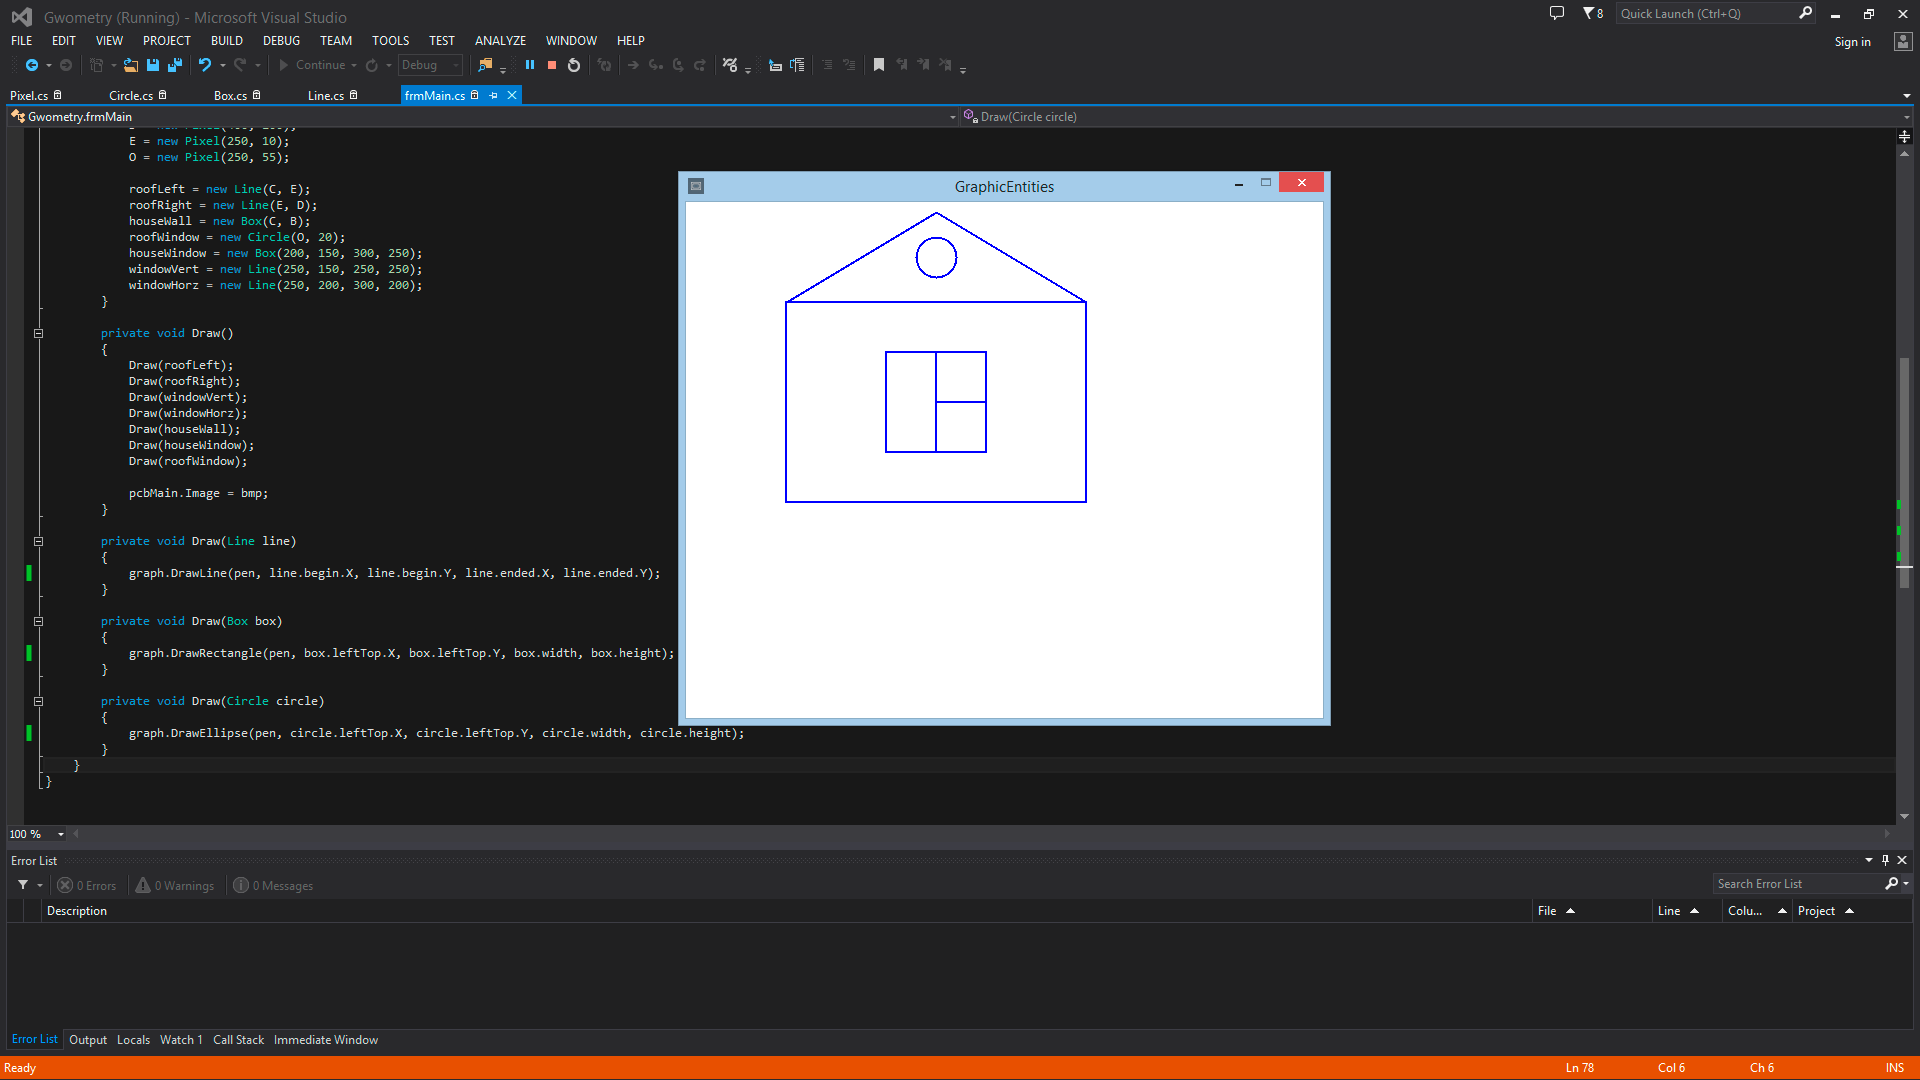 Gwometry (Running) - Microsoft Visual Studio
8
Quick Launch (Ctrl+Q)
FILE EDIT VIEW PROJECT BUILD DEBUG TEAM TOOLS TEST ANALYZE WINDOW HELP
Sign in
Continue
Debug
Pixel.cs Circle.cs Box.cs Line.cs frmMain.cs
Gwometry.frmMain
Draw(Circle circle)
E = new Pixel(250, 10);
O = new Pixel(250, 55);
roofLeft = new Line(C, E);
roofRight = new Line(E, D);
houseWall = new Box(C, B);
roofWindow = new Circle(O, 20);
houseWindow = new Box(200, 150, 300, 250);
windowVert = new Line(250, 150, 250, 250);
windowHorz = new Line(250, 200, 300, 200);
}
private void Draw()
{
Draw(roofLeft);
Draw(roofRight);
Draw(windowVert);
Draw(windowHorz);
Draw(houseWall);
Draw(houseWindow);
Draw(roofWindow);
pcbMain.Image = bmp;
}
private void Draw(Line line)
{
graph.DrawLine(pen, line.begin.X, line.begin.Y, line.ended.X, line.ended.Y);
}
private void Draw(Box box)
{
graph.DrawRectangle(pen, box.leftTop.X, box.leftTop.Y, box.width, box.height);
}
private void Draw(Circle circle)
{
graph.DrawEllipse(pen, circle.leftTop.X, circle.leftTop.Y, circle.width, circle.height);
}
}
}
GraphicEntities
100 %
Error List
0 Errors 0 Warnings 0 Messages
Search Error List
Description File Line Colu... Project
Error List Output Locals Watch 1 Call Stack Immediate Window
Ready Ln 78 Col 6 Ch 6 INS